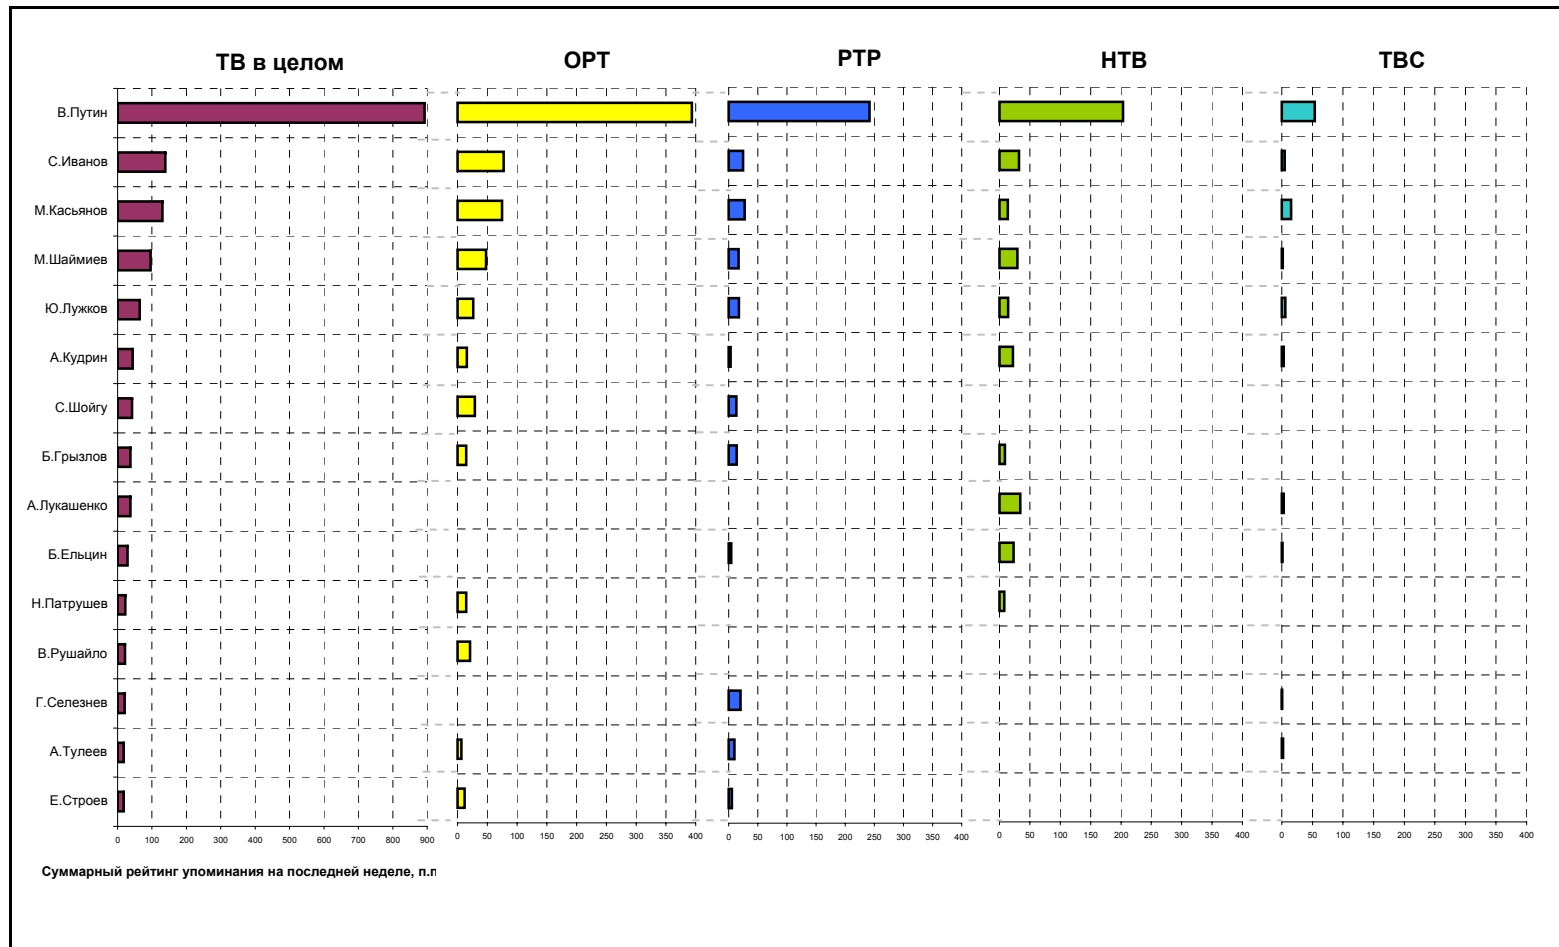 ТВ в целом ОРТ РТР НТВ ТВС
В.Путин
С.Иванов
М.Касьянов
М.Шаймиев
Ю.Лужков
А.Кудрин
С.Шойгу
Б.Грызлов
А.Лукашенко
Б.Ельцин
Н.Патрушев
В.Рушайло
Г.Селезнев
А.Тулеев
Е.Строев
0 100 200 300 400 500 600 700 800 900 0 50 100 150 200 250 300 350 400 0 50 100 150 200 250 300 350 400 0 50 100 150 200 250 300 350 400 0 50 100 150 200 250 300 350 400
Суммарный рейтинг упоминания на последней неделе, п.п